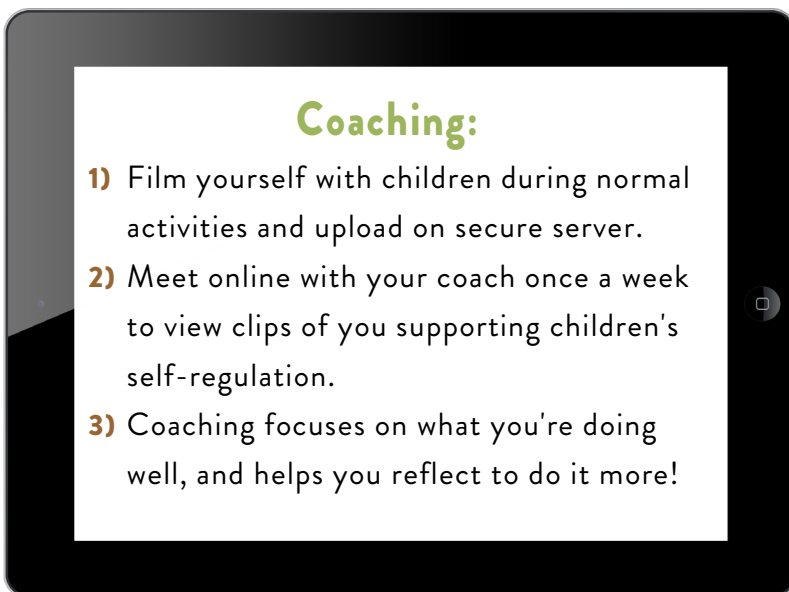 Coaching:
1) Film yourself with children during normal
activities and upload on secure server.
2) Meet online with your coach once a week
to view clips of you supporting children's
self-regulation.
3) Coaching focuses on what you're doing
well, and helps you reflect to do it more!